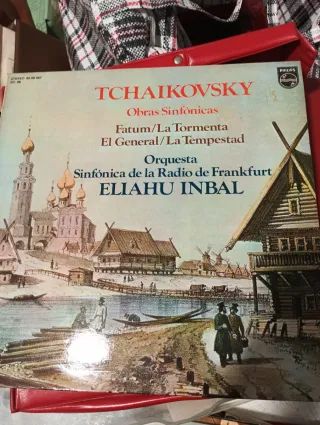 TCHAIKOVSKY
Obras Sinfónicas
Fatum/La Tormenta
El General/La Tempestad
Orquesta
Sinfónica de la Radio de Frankfurt
ELIAHU INBAL
PHILIPS
STEREO